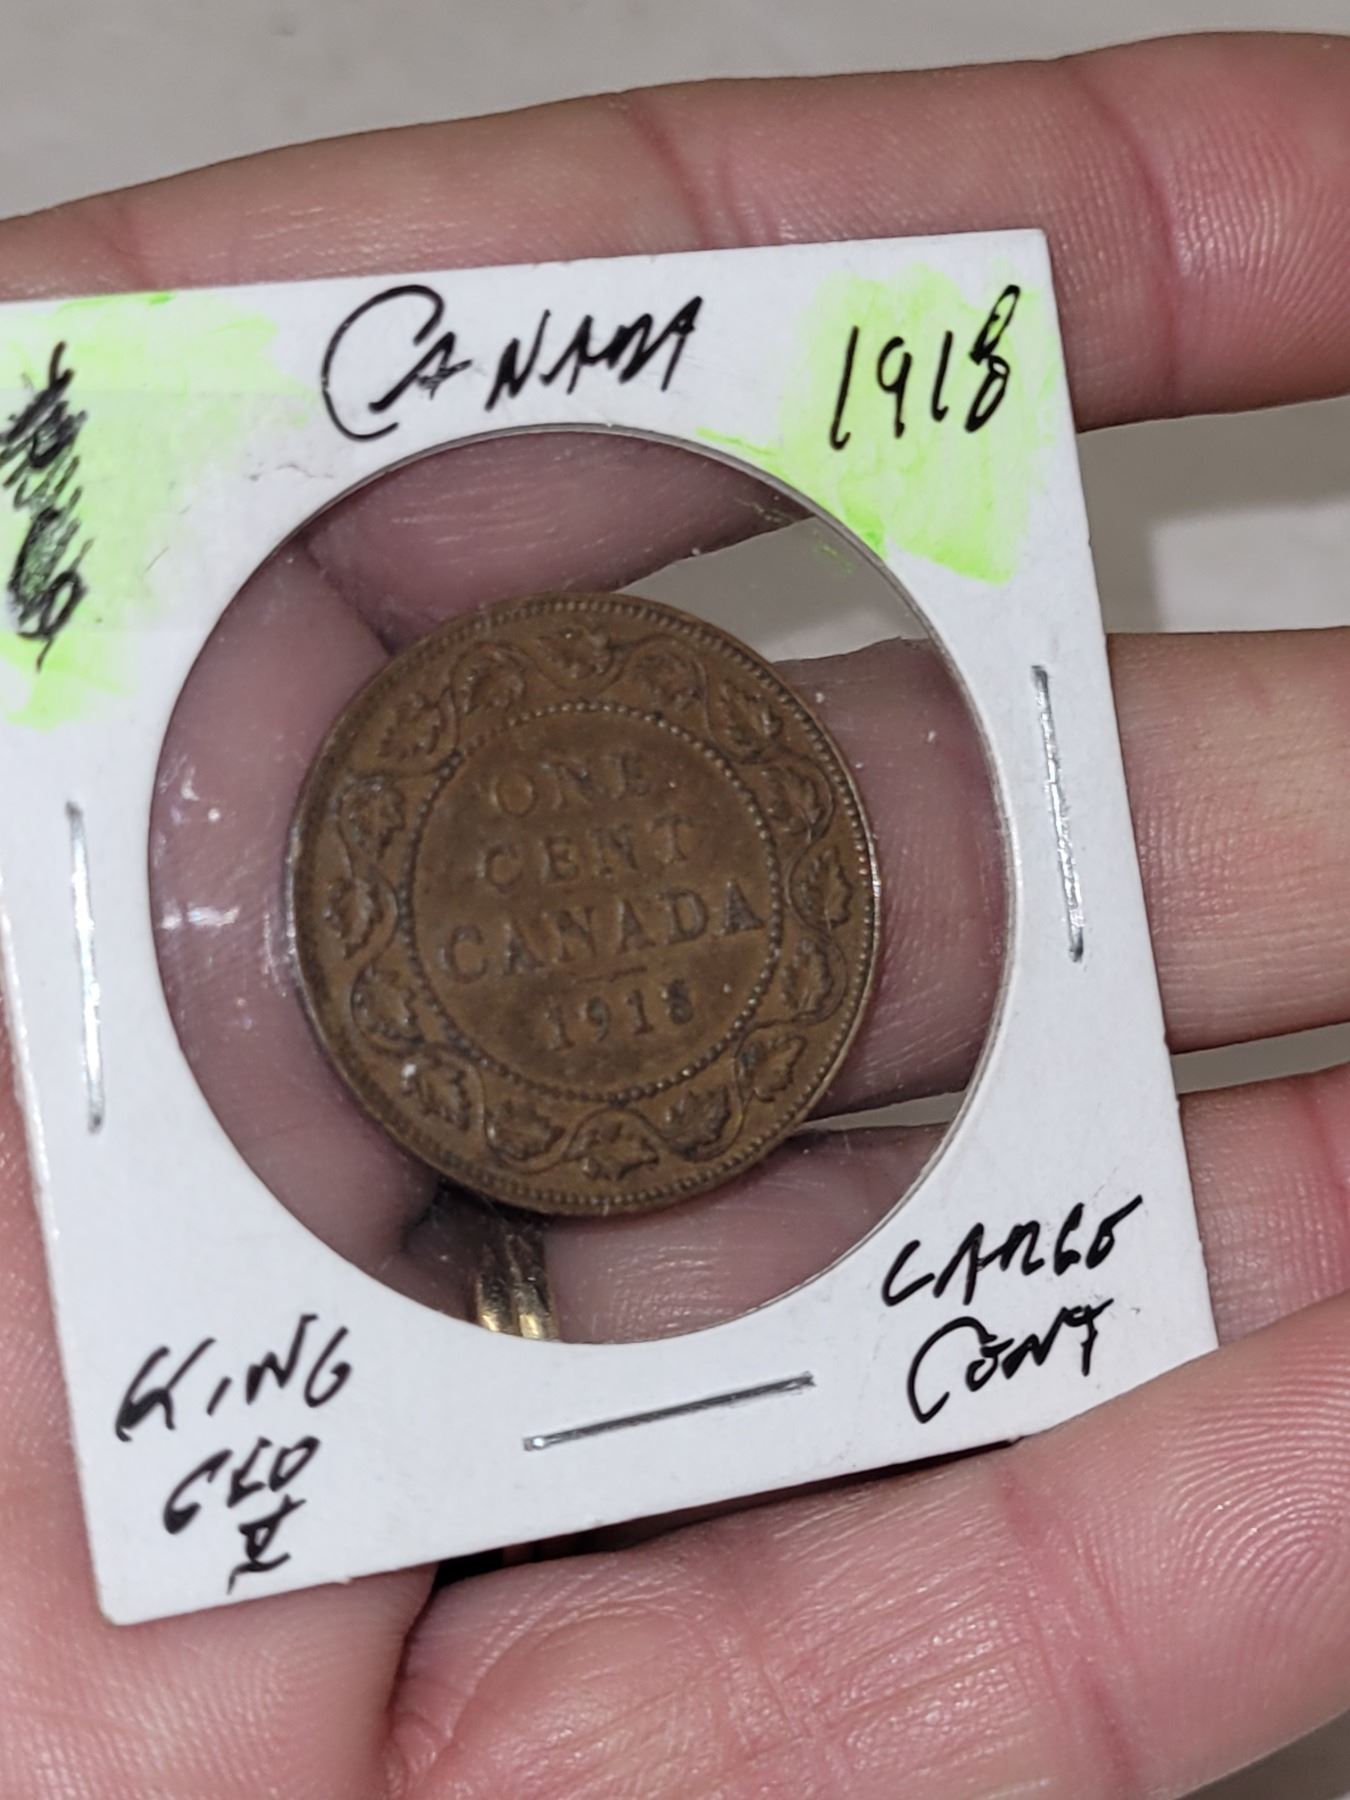 CANADA 1918
ONE
CENT
CANADA
1918
KING
GEO
V
LARGE
CENT